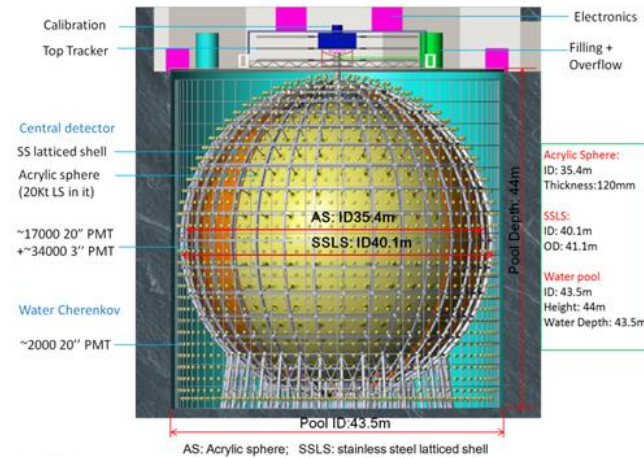 Calibration
Top Tracker
Electronics
Filling +
Overflow
Central detector
SS latticed shell
Acrylic sphere
(20Kt LS in it)
~17000 20'' PMT
+~34000 3'' PMT
Water Cherenkov
~2000 20'' PMT
AS: ID35.4m
SSLS: ID40.1m
Pool Depth: 44m
Pool ID:43.5m
Acrylic Sphere:
ID: 35.4m
Thickness:120mm
SSLS:
ID: 40.1m
OD: 41.1m
Water pool
ID: 43.5m
Height: 44m
Water Depth: 43.5m
AS: Acrylic sphere; SSLS: stainless steel latticed shell